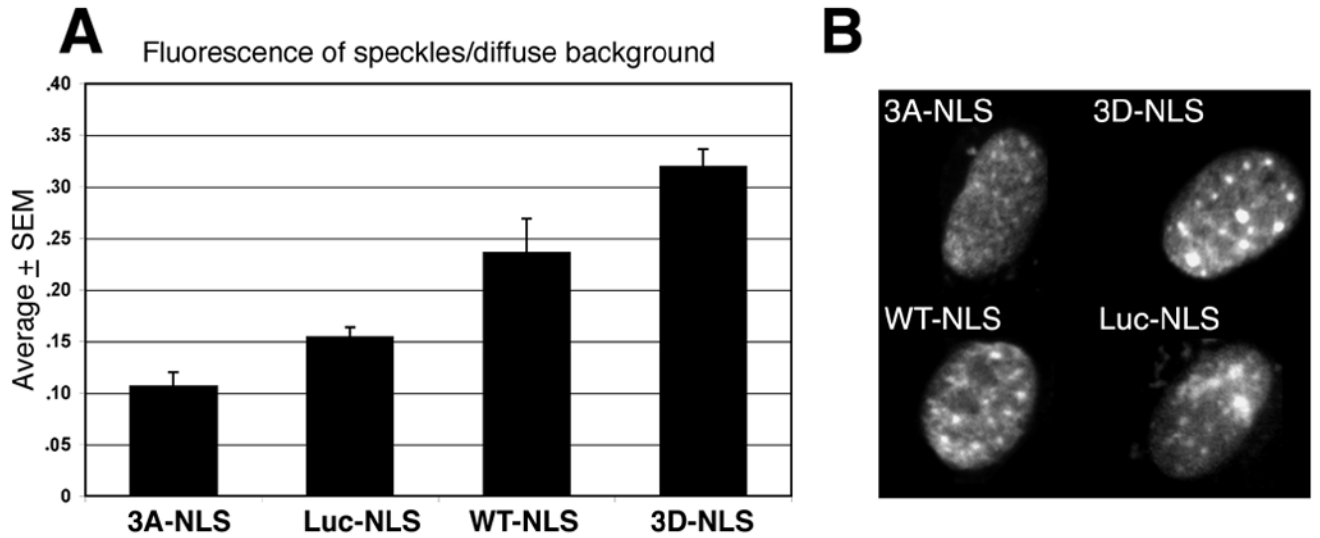 A
Fluorescence of speckles/diffuse background
Average ± SEM
.40
.35
.30
.25
.20
.15
.10
.05
0
3A-NLS Luc-NLS WT-NLS 3D-NLS
B
3A-NLS 3D-NLS
WT-NLS Luc-NLS